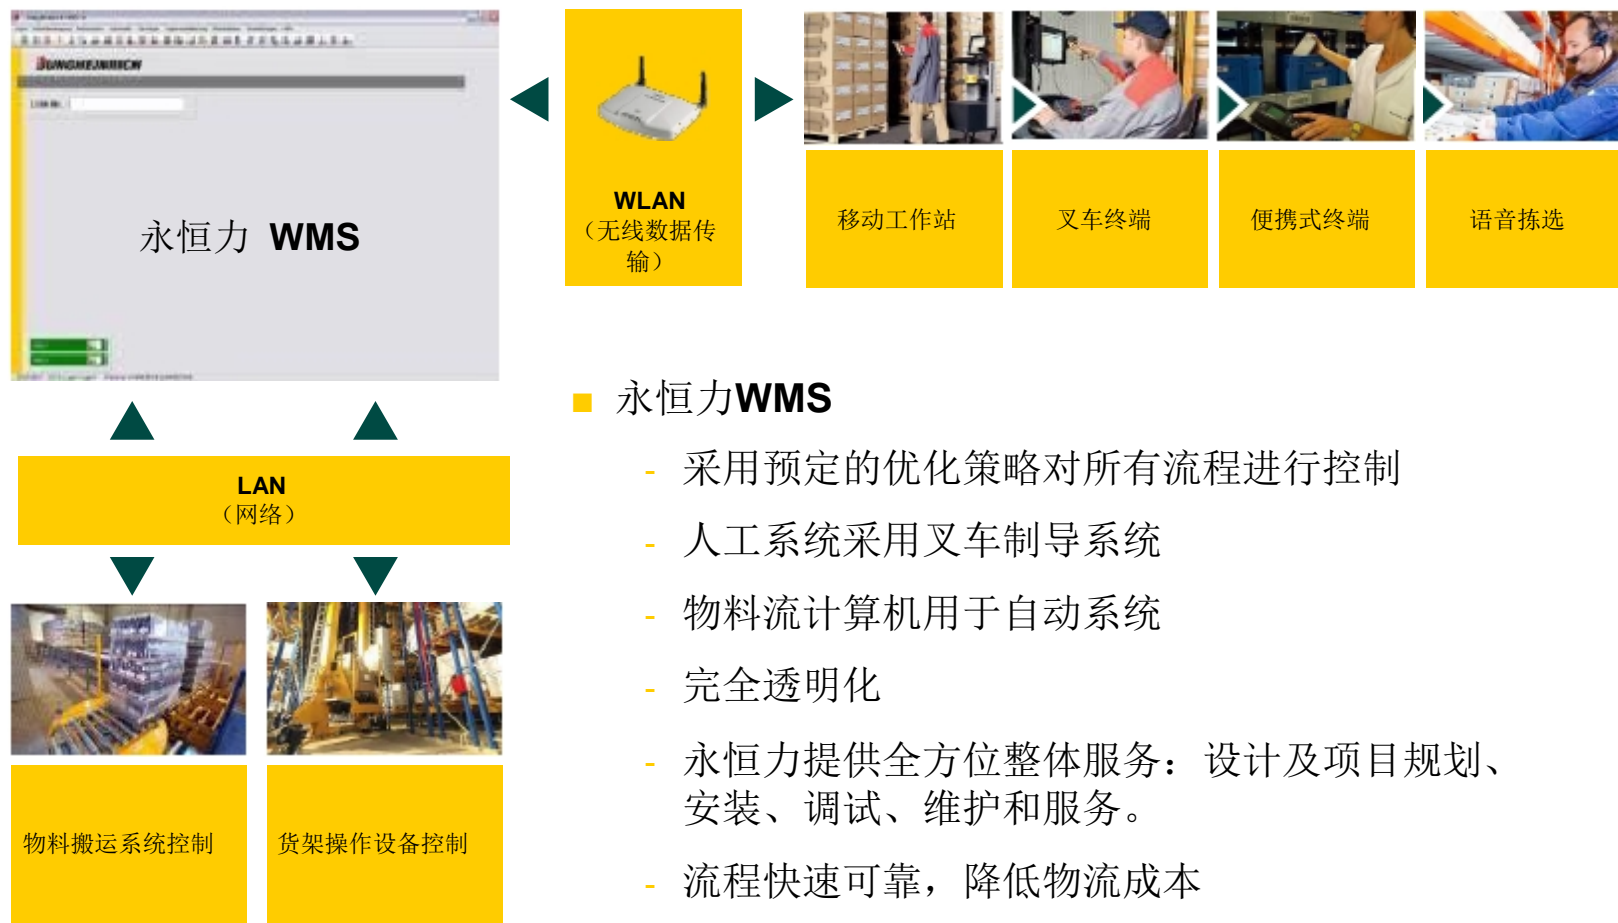 JUNGHEINRICH
永恒力 WMS
WLAN
（无线数据传
输）
移动工作站
叉车终端
便携式终端
语音拣选
LAN
（网络）
物料搬运系统控制
货架操作设备控制
■ 永恒力WMS
- 采用预定的优化策略对所有流程进行控制
- 人工系统采用叉车制导系统
- 物料流计算机用于自动系统
- 完全透明化
- 永恒力提供全方位整体服务：设计及项目规划、
安装、调试、维护和服务。
- 流程快速可靠，降低物流成本